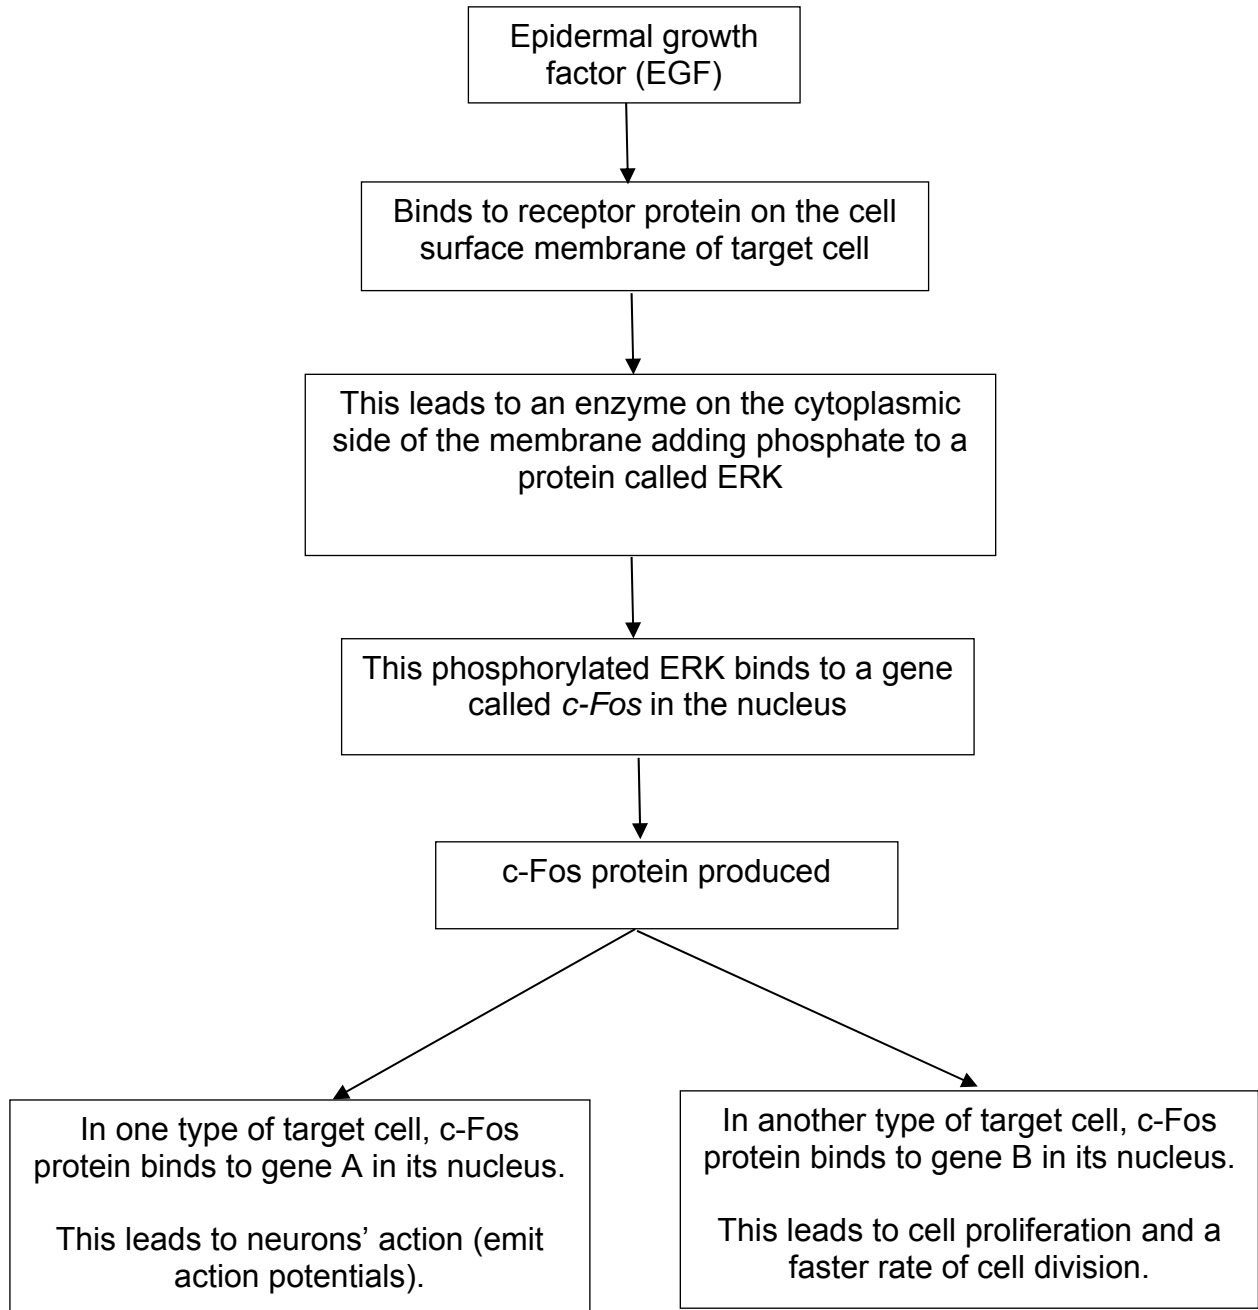 Epidermal growth
factor (EGF)
Binds to receptor protein on the cell
surface membrane of target cell
This leads to an enzyme on the cytoplasmic
side of the membrane adding phosphate to a
protein called ERK
This phosphorylated ERK binds to a gene
called c-Fos in the nucleus
c-Fos protein produced
In one type of target cell, c-Fos
protein binds to gene A in its nucleus.
This leads to neurons’ action (emit
action potentials).
In another type of target cell, c-Fos
protein binds to gene B in its nucleus.
This leads to cell proliferation and a
faster rate of cell division.